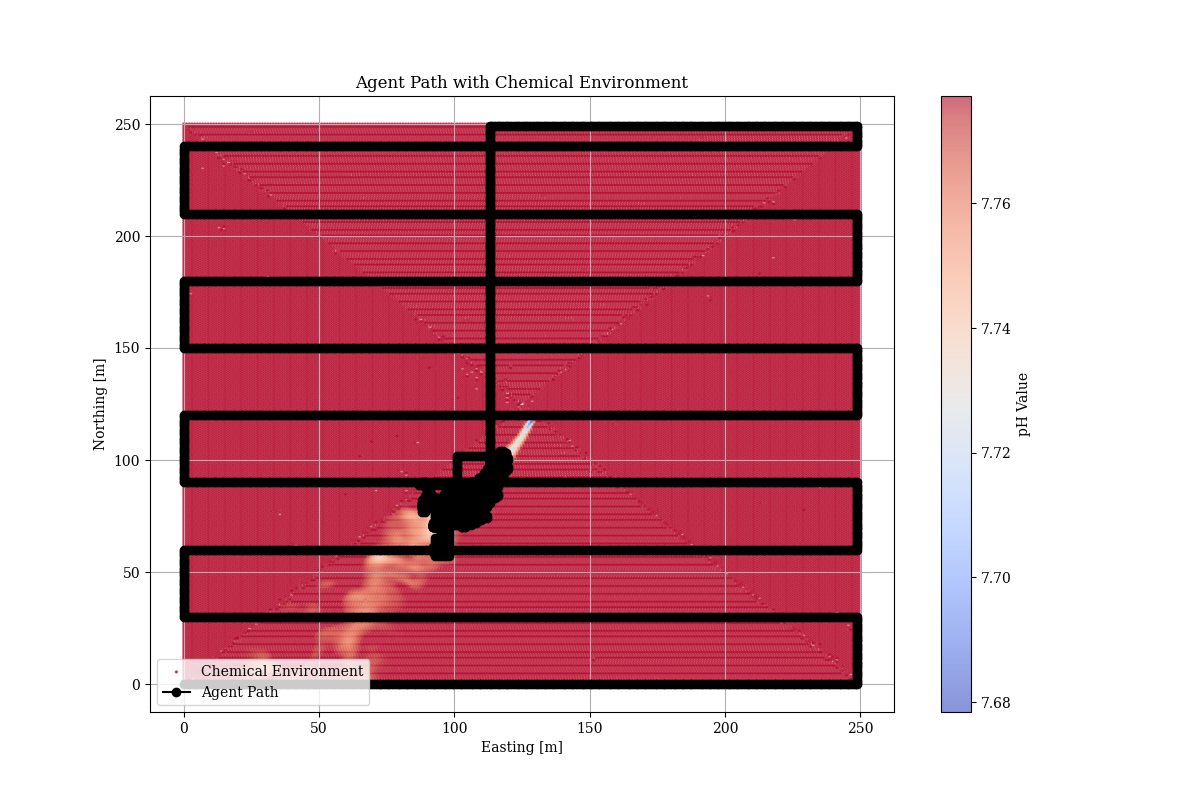 Agent Path with Chemical Environment
250
200
150
100
50
0
Northing [m]
0
50
100
150
200
250
Easting [m]
Chemical Environment
Agent Path
7.76
7.74
7.72
7.70
7.68
pH Value